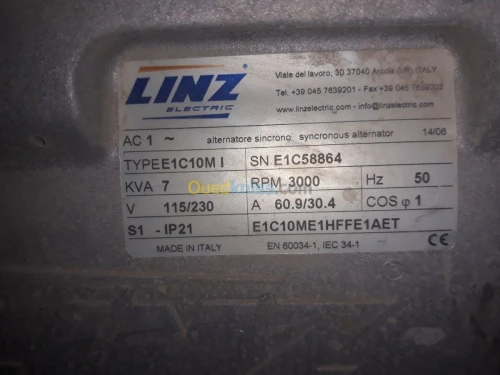 LINZ
ELECTRIC
Viale del lavoro, 30 37040 Arcole (VR) ITALY
Tel. +39 045 7639201 - Fax +39 045 7639202
www.linzelectric.com - info@linzelectric.com
AC 1 ~ alternatore sincrono syncronous alternator 14/06
TYPE E1C10M I SN E1C58864
KVA 7 RPM 3000 Hz 50
V 115/230 A 60.9/30.4 COS φ 1
S1 - IP21 E1C10ME1HFFE1AET
MADE IN ITALY EN 60034-1, IEC 34-1 CE